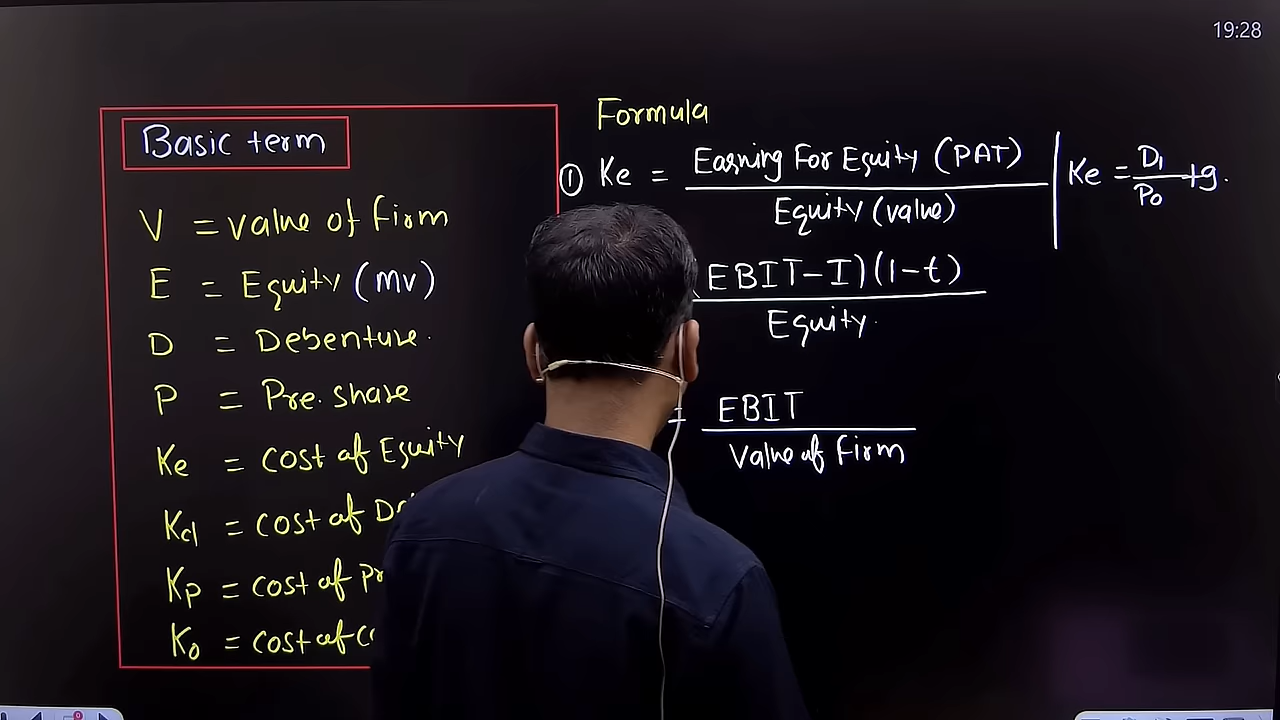 19:28
Basic term
V = value of firm
E = Equity (mv)
D = Debenture.
P = Pre. share
Ke = cost of Equity
Kd = cost of
Kp = cost of
Ko = cost of
Formula
① Ke = Earning For Equity (PAT)
Equity (value)
Ke = D₁ + g.
P₀
EBIT-I)(1-t)
Equity.
= EBIT
Value of Firm